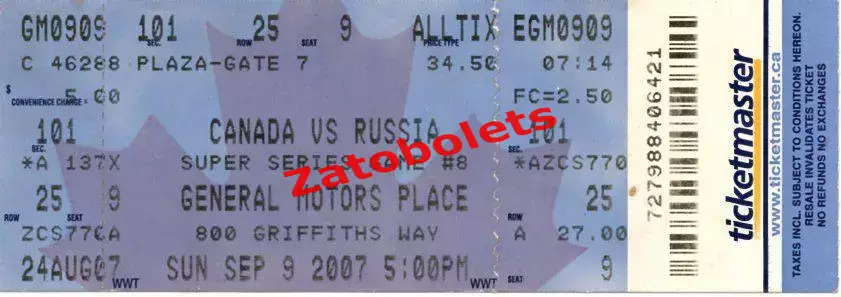 GM0909 101 25 9 ALLTIX EGM0909
SEC. ROW SEAT PRICE TYPE
C 46288 PLAZA-GATE 7 34.50 07:14
$ CONVENIENCE CHARGE 5.00 FC=2.50
101 CANADA VS RUSSIA 101
SEC. SEC.
*A 137X SUPER SERIES GAME #8 *AZCS770
25 9 GENERAL MOTORS PLACE 25
ROW SEAT ROW
ZCS770A 800 GRIFFITHS WAY A 27.00
24AUG07 SUN SEP 9 2007 5:00PM 9
WWT WWT SEAT
Zatobolets
727988406421
ticketmaster
www.ticketmaster.ca
TAXES INCL. SUBJECT TO CONDITIONS HEREON.
RESALE INVALIDATES TICKET
NO REFUNDS NO EXCHANGES